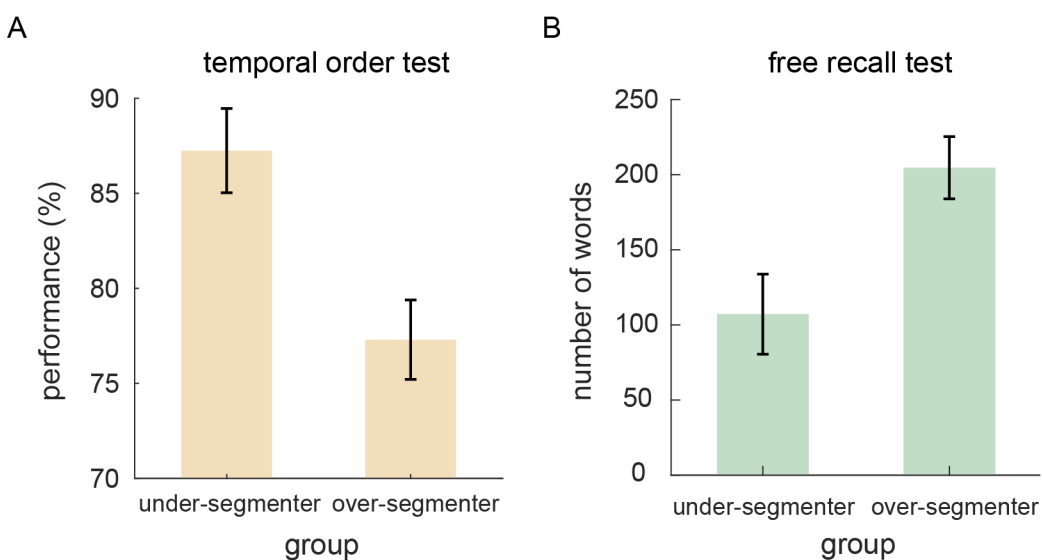 A
temporal order test
performance (%)
90
85
80
75
70
under-segmenter over-segmenter
group
B
free recall test
number of words
250
200
150
100
50
0
under-segmenter over-segmenter
group